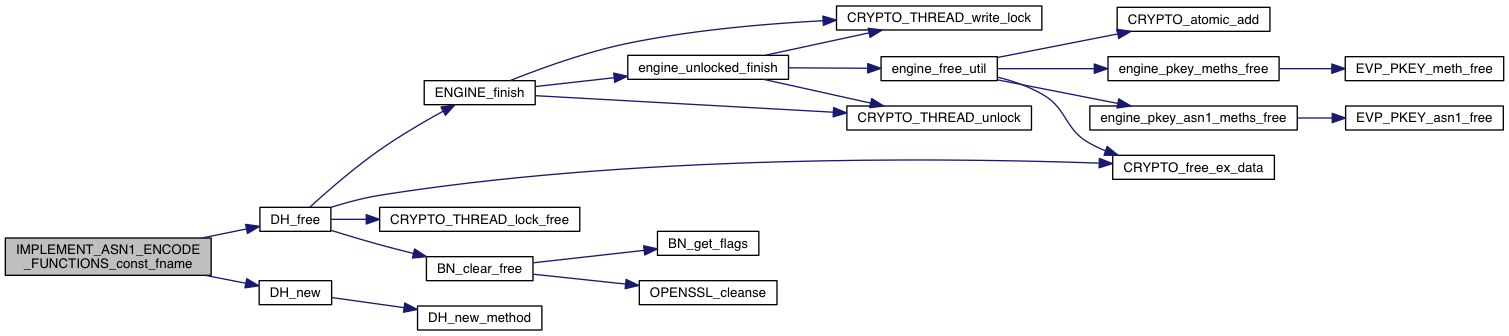 IMPLEMENT_ASN1_ENCODE
_FUNCTIONS_const_fname
DH_free
DH_new
ENGINE_finish
CRYPTO_THREAD_lock_free
BN_clear_free
DH_new_method
CRYPTO_THREAD_write_lock
engine_unlocked_finish
CRYPTO_THREAD_unlock
BN_get_flags
OPENSSL_cleanse
engine_free_util
CRYPTO_atomic_add
engine_pkey_meths_free
engine_pkey_asn1_meths_free
CRYPTO_free_ex_data
EVP_PKEY_meth_free
EVP_PKEY_asn1_free